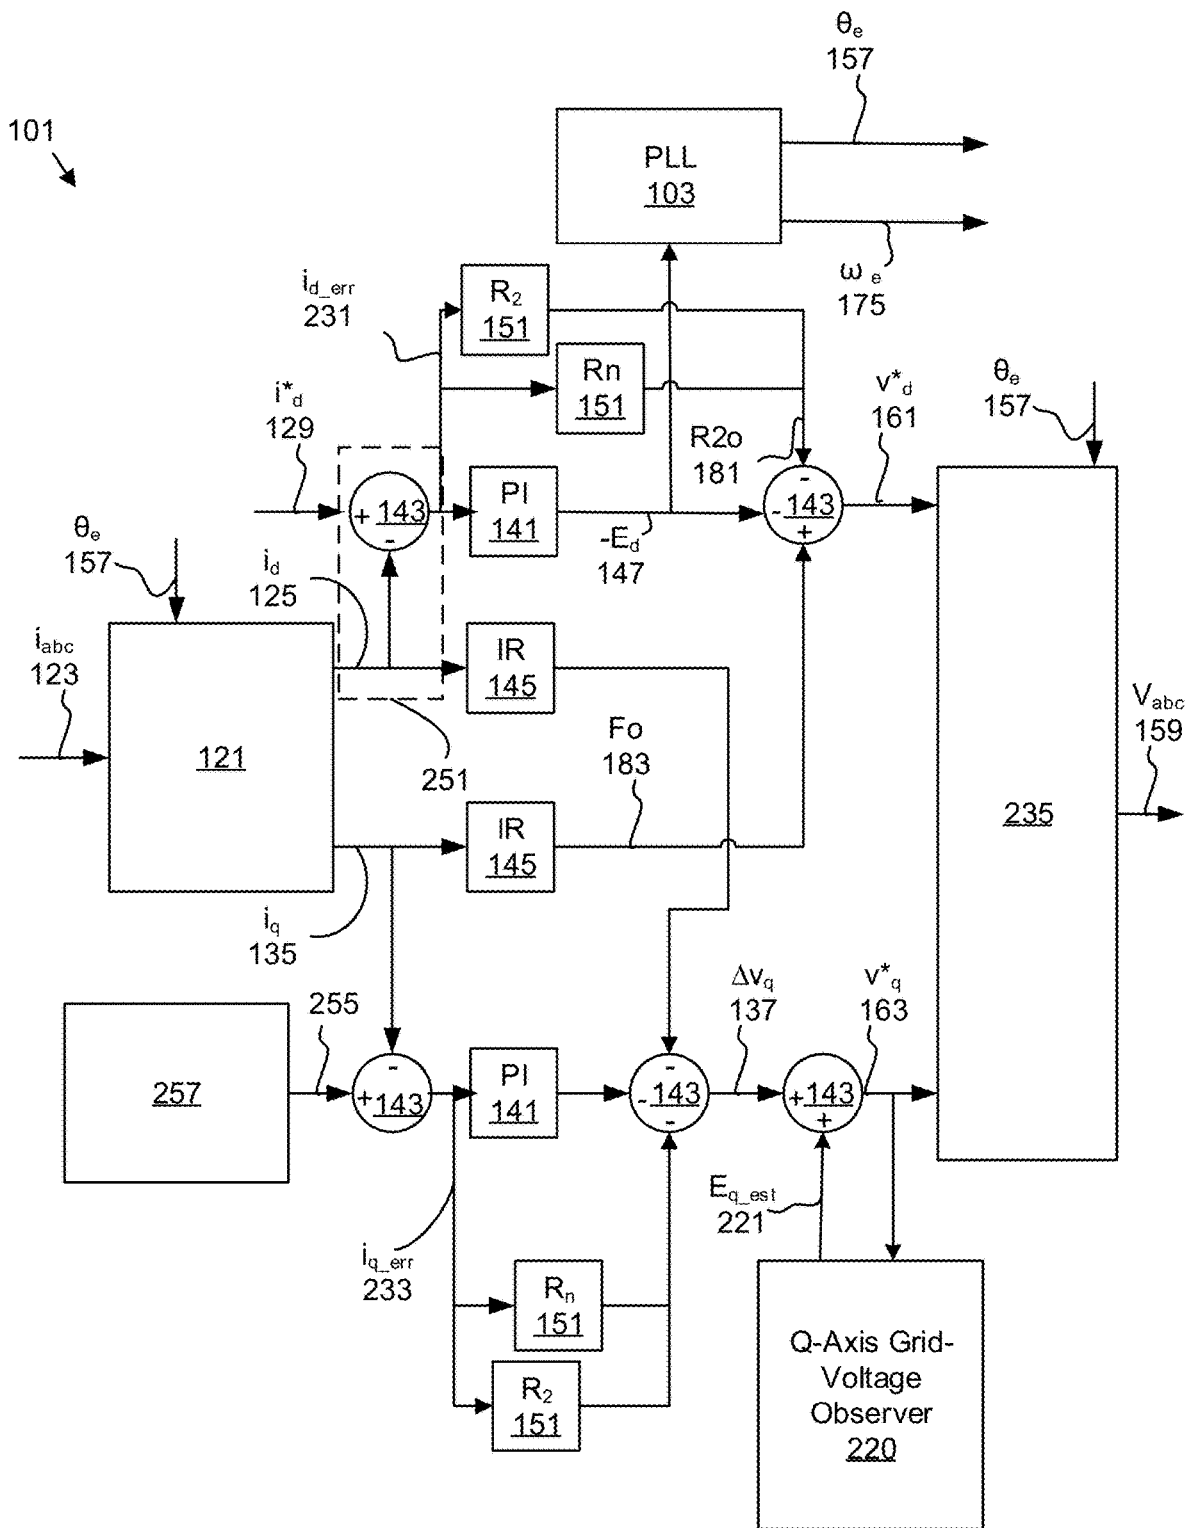 θe
157
101
PLL
103
ωe
175
id_err
231
R2
151
Rn
151
i*d
129
R2o
181
v*d
161
θe
157
+ 143
-
PI
141
-Ed
147
-
- 143
+
θe
157
id
125
iabc
123
IR
145
Fo
183
251
121
IR
145
235
Vabc
159
iq
135
Δvq
137
v*q
163
255
257
-
+ 143
PI
141
-
- 143
-
+ 143
+
Eq_est
221
iq_err
233
Rn
151
R2
151
Q-Axis Grid-
Voltage
Observer
220